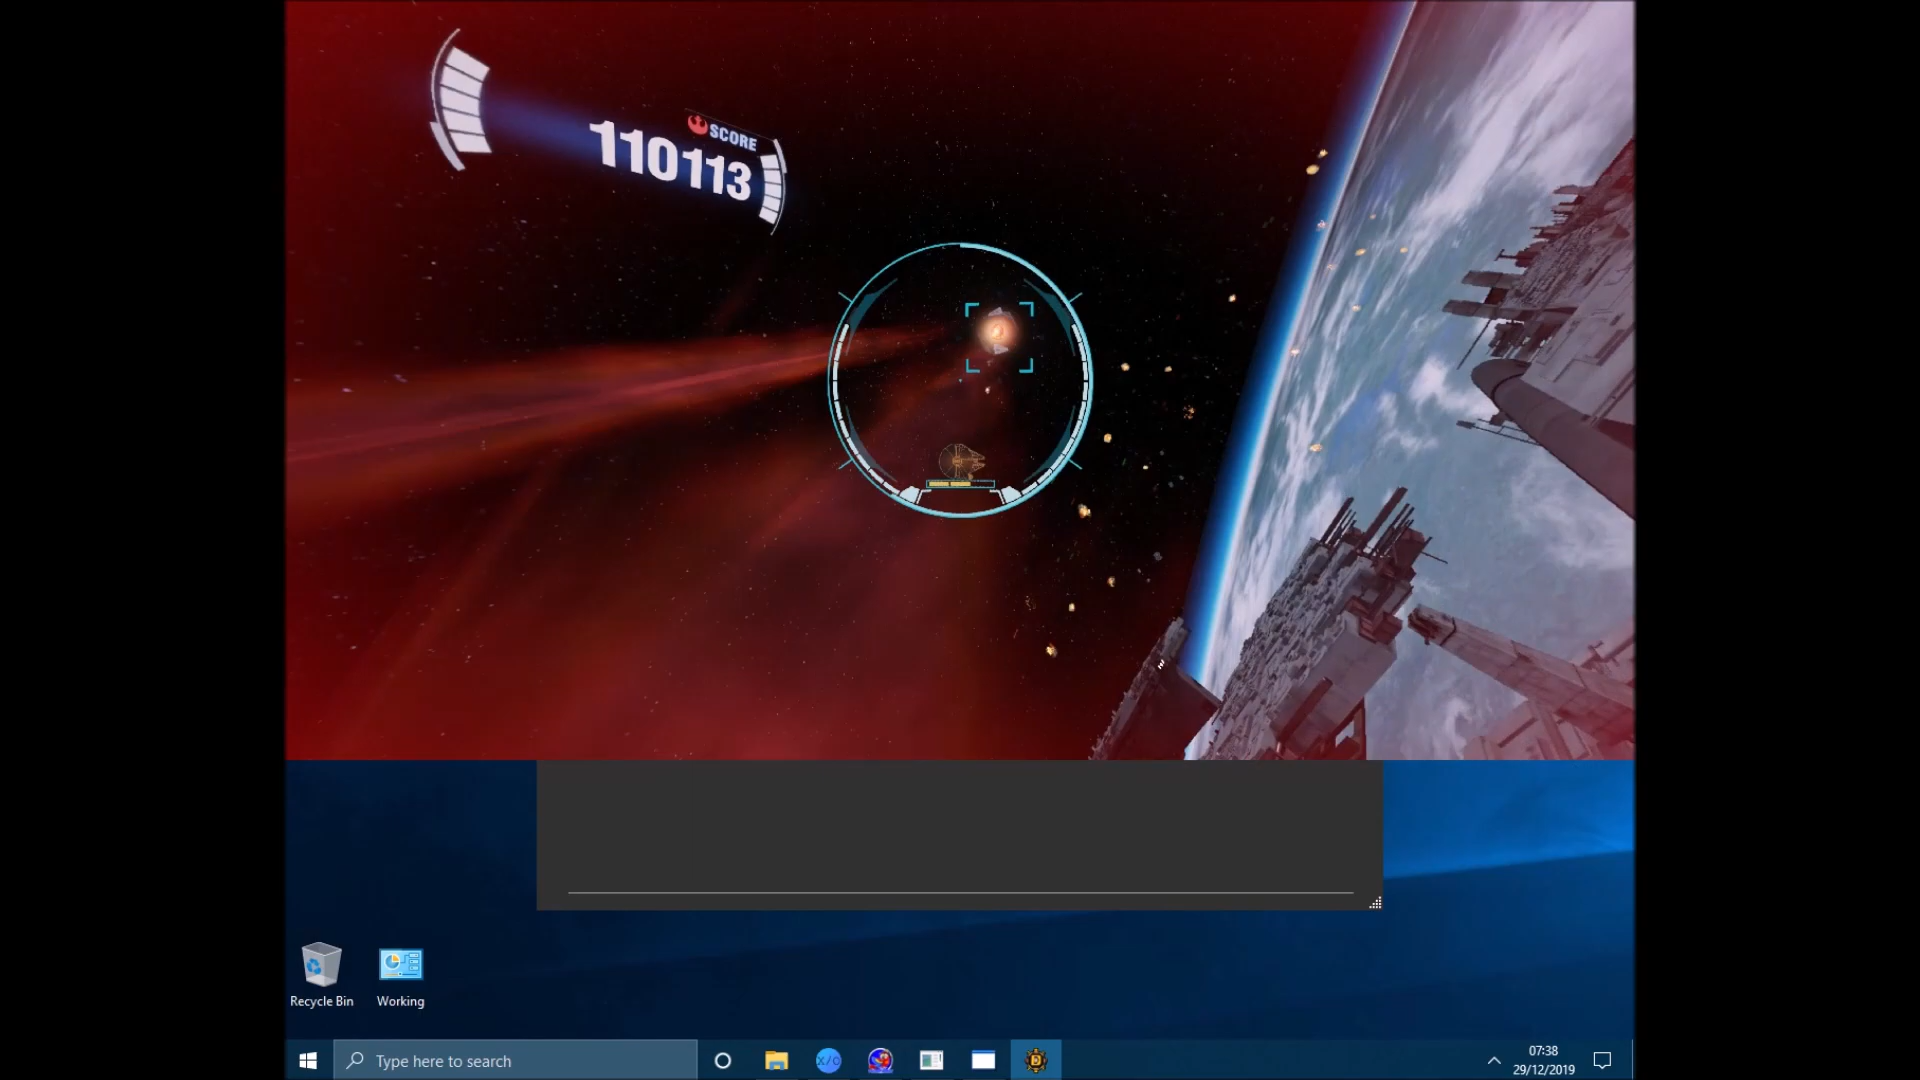 SCORE
110113
Recycle Bin
Working
Type here to search
x/c
D
07:38
29/12/2019